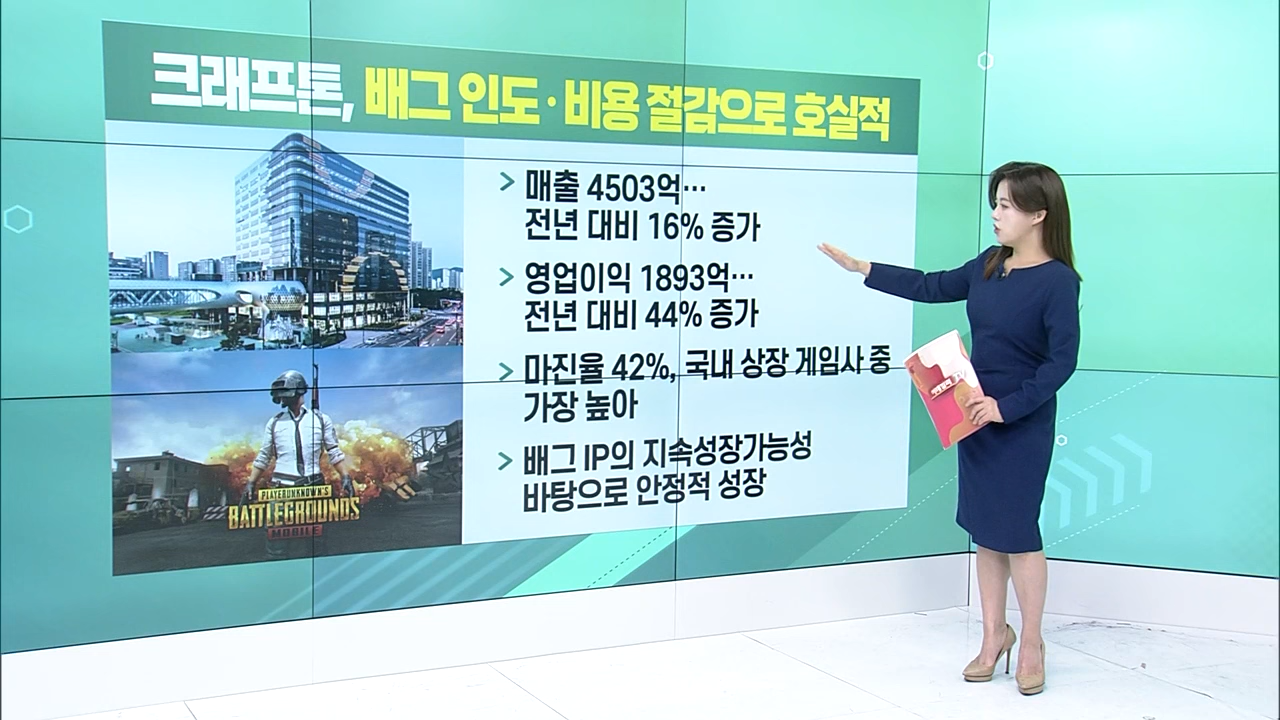 크래프톤, 배그 인도·비용 절감으로 호실적
> 매출 4503억…
전년 대비 16% 증가
> 영업이익 1893억…
전년 대비 44% 증가
> 마진율 42%, 국내 상장 게임사 중
가장 높아
> 배그 IP의 지속성장가능성
바탕으로 안정적 성장
PLAYERUNKNOWN'S
BATTLEGROUNDS
MOBILE